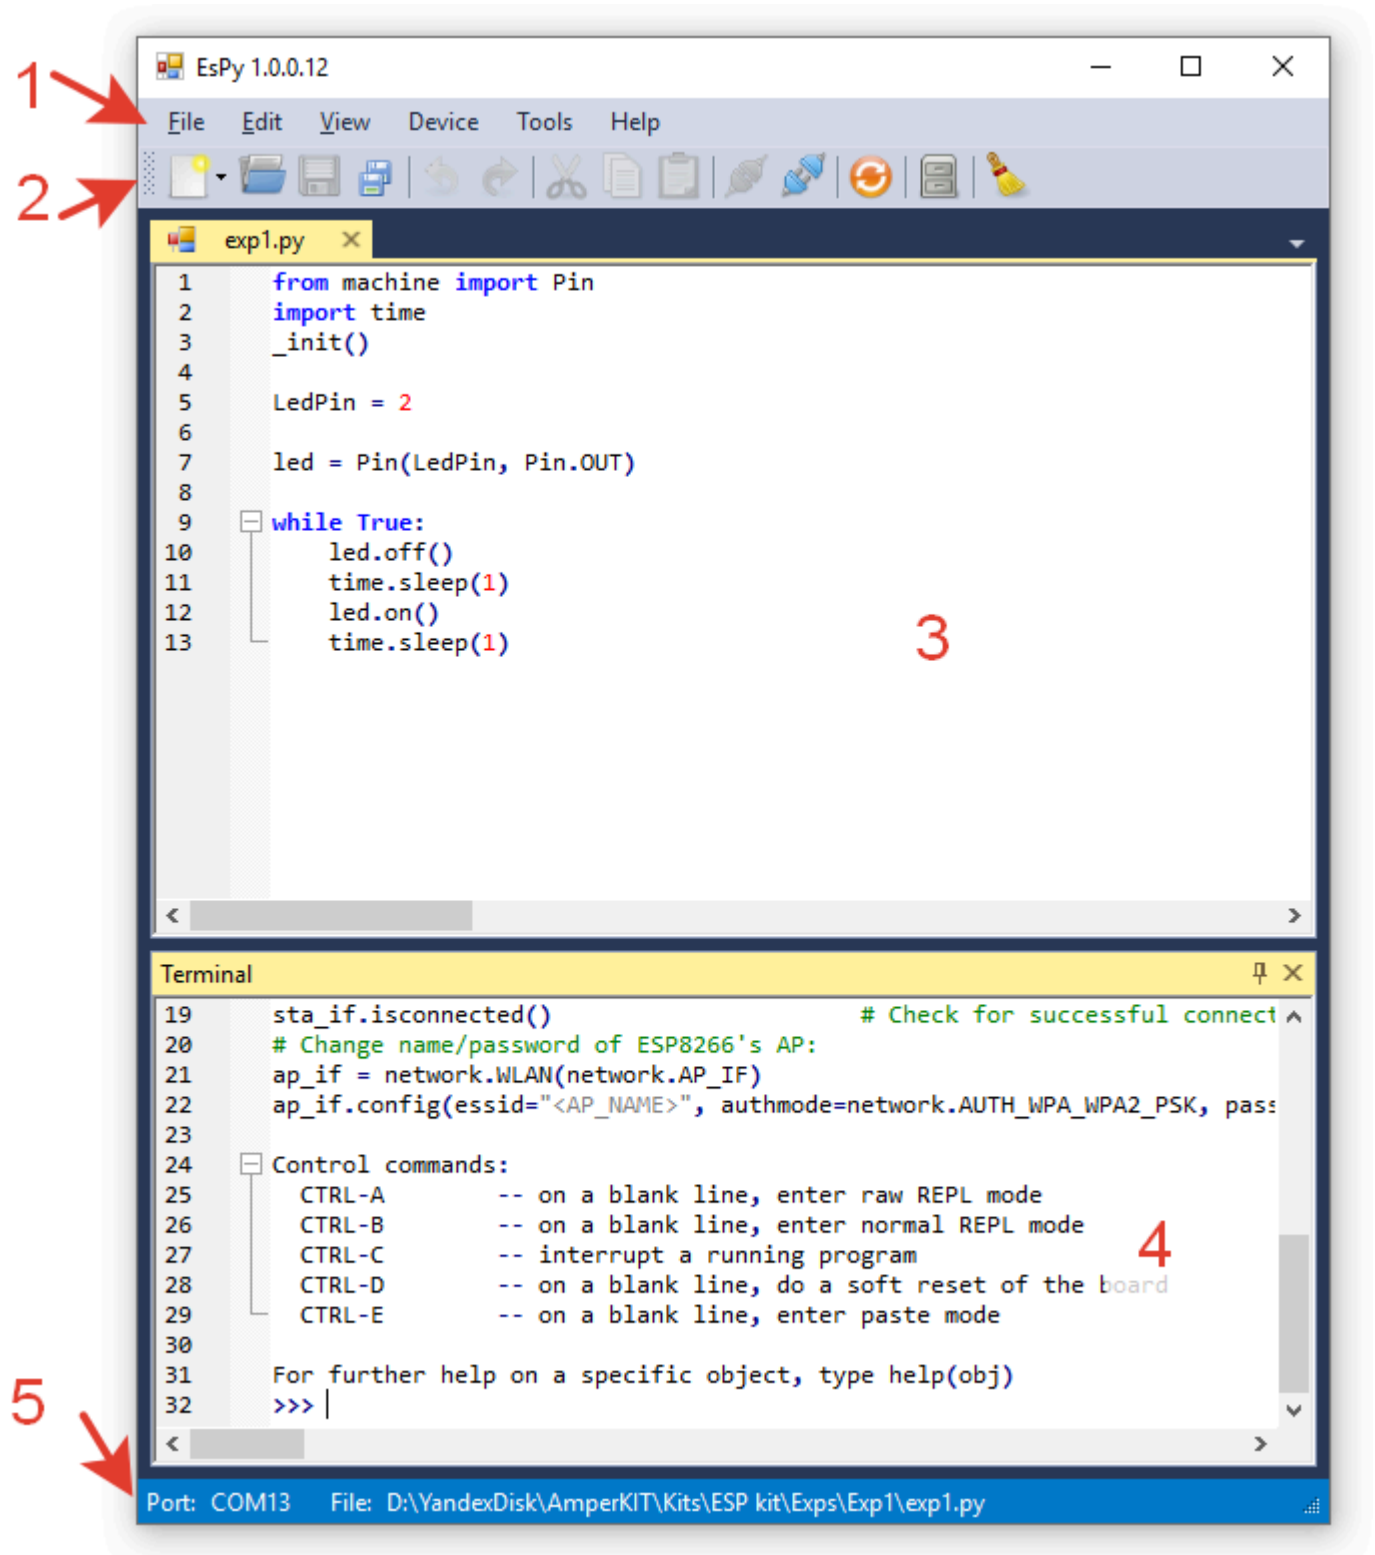 EsPy 1.0.0.12
1
File Edit View Device Tools Help
2
exp1.py
1 from machine import Pin
2 import time
3 _init()
4
5 LedPin = 2
6
7 led = Pin(LedPin, Pin.OUT)
8
9 while True:
10 led.off()
11 time.sleep(1)
12 led.on()
13 time.sleep(1)
3
Terminal
19 sta_if.isconnected() # Check for successful connect
20 # Change name/password of ESP8266's AP:
21 ap_if = network.WLAN(network.AP_IF)
22 ap_if.config(essid="<AP_NAME>", authmode=network.AUTH_WPA_WPA2_PSK, pass
23
24 Control commands:
25 CTRL-A -- on a blank line, enter raw REPL mode
26 CTRL-B -- on a blank line, enter normal REPL mode
4
27 CTRL-C -- interrupt a running program
28 CTRL-D -- on a blank line, do a soft reset of the board
29 CTRL-E -- on a blank line, enter paste mode
30
31 For further help on a specific object, type help(obj)
32 >>>
5
Port: COM13 File: D:\YandexDisk\AmperKIT\Kits\ESP kit\Exps\Exp1\exp1.py